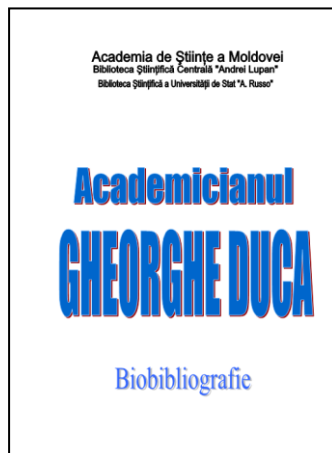 Academia de Ştiinţe a Moldovei
Biblioteca Ştiinţifică Centrală "Andrei Lupan"
Biblioteca Ştiinţifică a Universităţii de Stat "A. Russo"
Academicianul
GHEORGHE DUCA
Biobibliografie